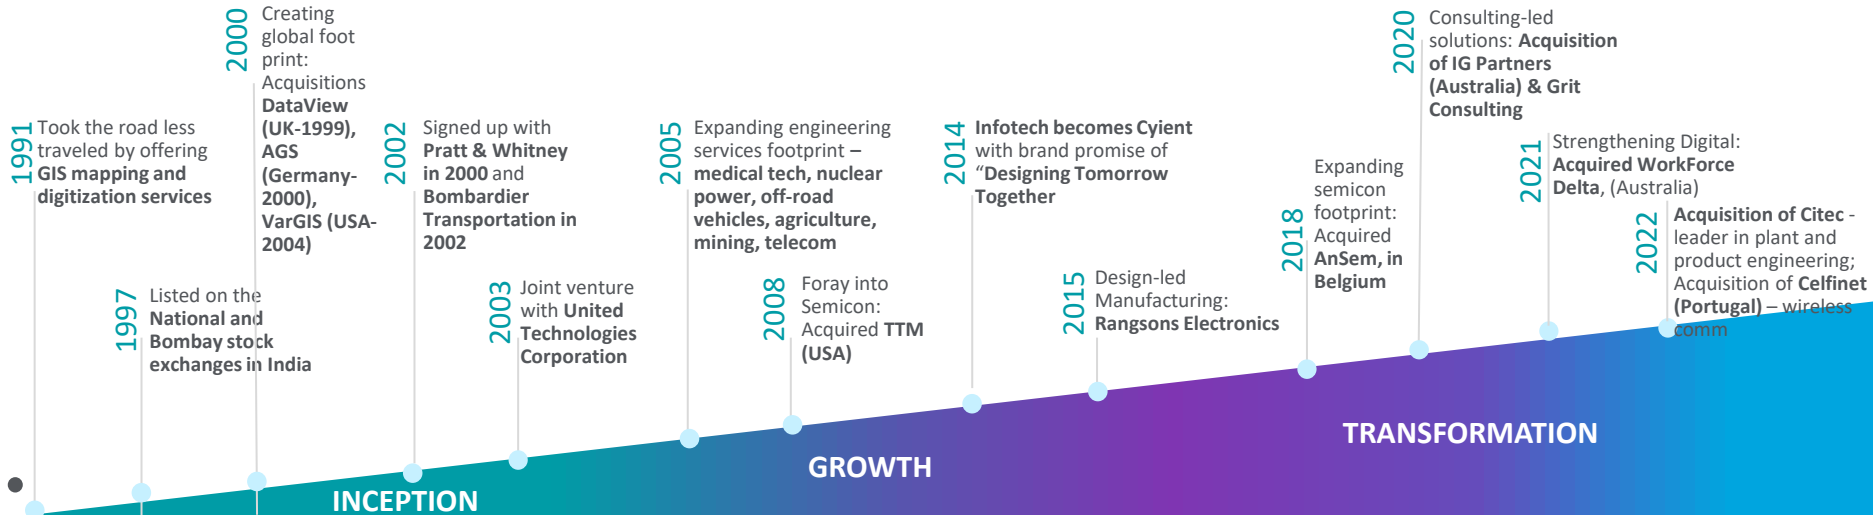 1991
Took the road less
traveled by offering
GIS mapping and
digitization services
1997
Listed on the
National and
Bombay stock
exchanges in India
2000
Creating
global foot
print:
Acquisitions
DataView
(UK-1999),
AGS
(Germany-
2000),
VarGIS (USA-
2004)
2002
Signed up with
Pratt & Whitney
in 2000 and
Bombardier
Transportation in
2002
2003
Joint venture
with United
Technologies
Corporation
2005
Expanding engineering
services footprint –
medical tech, nuclear
power, off-road
vehicles, agriculture,
mining, telecom
2008
Foray into
Semicon:
Acquired TTM
(USA)
2014
Infotech becomes Cyient
with brand promise of
“Designing Tomorrow
Together
2015
Design-led
Manufacturing:
Rangsons Electronics
2018
Expanding
semicon
footprint:
Acquired
AnSem, in
Belgium
2020
Consulting-led
solutions: Acquisition
of IG Partners
(Australia) & Grit
Consulting
2021
Strengthening Digital:
Acquired WorkForce
Delta, (Australia)
2022
Acquisition of Citec -
leader in plant and
product engineering;
Acquisition of Celfinet
(Portugal) – wireless
comm
INCEPTION
GROWTH
TRANSFORMATION